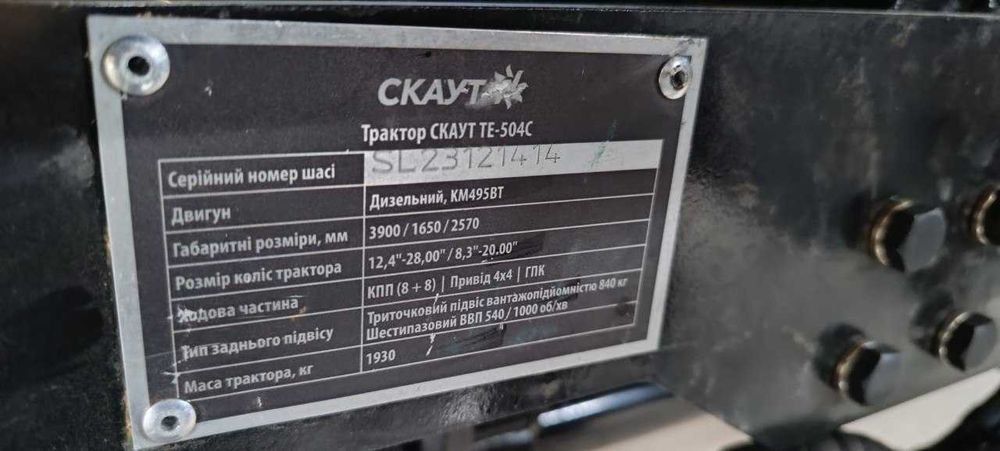 СКАУТ
Трактор СКАУТ ТЕ-504С
Серійний номер шасі SL23121414
Двигун Дизельний, КМ495ВТ
Габаритні розміри, мм 3900 / 1650 / 2570
Розмір коліс трактора 12,4"-28,00" / 8,3"-20.00"
Ходова частина КПП (8 + 8) | Привід 4х4 | ГПК
Тип заднього підвісу Триточковий підвіс вантажопідйомністю 840 кг
Шестипазовий ВВП 540 / 1000 об/хв
Маса трактора, кг 1930